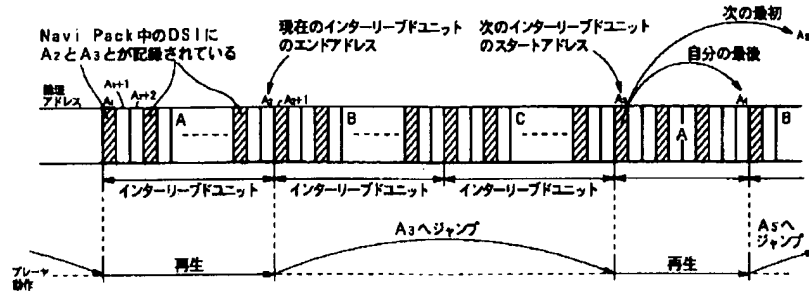 Navi Pack中のDSIに
A2とA3とが記録されている
現在のインターリーブドユニット
のエンドアドレス
次のインターリーブドユニット
のスタートアドレス
次の最初
A5
自分の最後
論理
アドレス
A1
A1+1
A1+2
A2
A2+1
A3
A4
A
B
C
A
B
インターリーブドユニット
インターリーブドユニット
インターリーブドユニット
A3へジャンプ
A5へ
ジャンプ
プレーヤ
動作
再生
再生